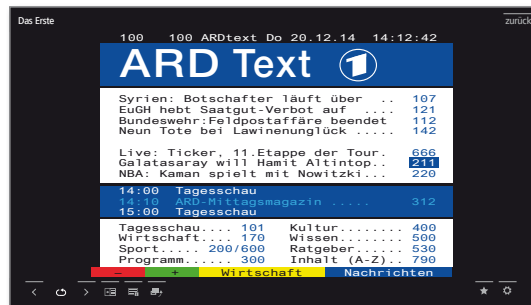 Das Erste
zurück
100 100 ARDtext Do 20.12.14 14:12:42
ARD Text 1
Syrien: Botschafter läuft über .. 107
EuGH hebt Saatgut-Verbot auf .... 121
Bundeswehr:Feldpostaffäre beendet 112
Neun Tote bei Lawinenunglück ..... 142
Live: Ticker, 11.Etappe der Tour. 666
Galatasaray will Hamit Altintop.. 211
NBA: Kaman spielt mit Nowitzki... 220
14:00 Tagesschau
14:10 ARD-Mittagsmagazin ..... 312
15:00 Tagesschau
Tagesschau.... 101 Kultur........ 400
Wirtschaft.... 170 Wissen........ 500
Sport..... 200/600 Ratgeber...... 530
Programm...... 300 Inhalt (A-Z).. 790
– + Wirtschaft Nachrichten